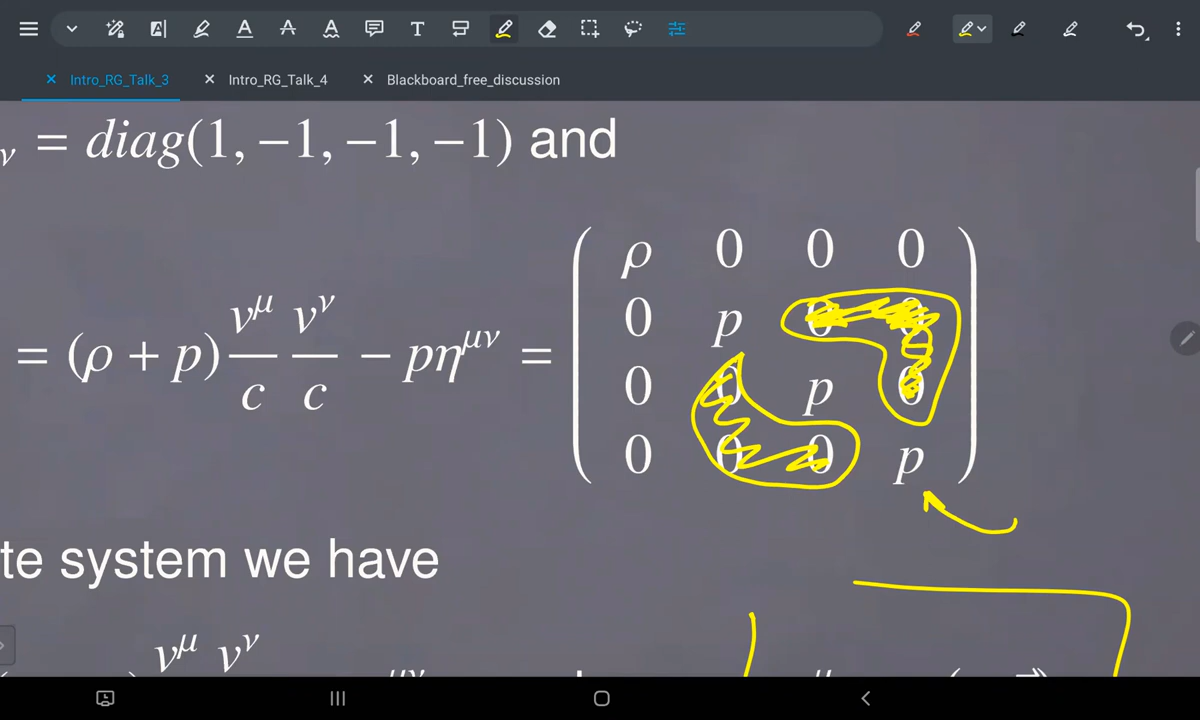 Intro_RG_Talk_3 Intro_RG_Talk_4 Blackboard_free_discussion
ν = diag(1, −1, −1, −1) and
= (ρ + p) v^μ/c v^ν/c − pη^{μν} =
ρ 0 0 0
0 p 0 0
0 0 p 0
0 0 0 p
te system we have
v^μ v^ν